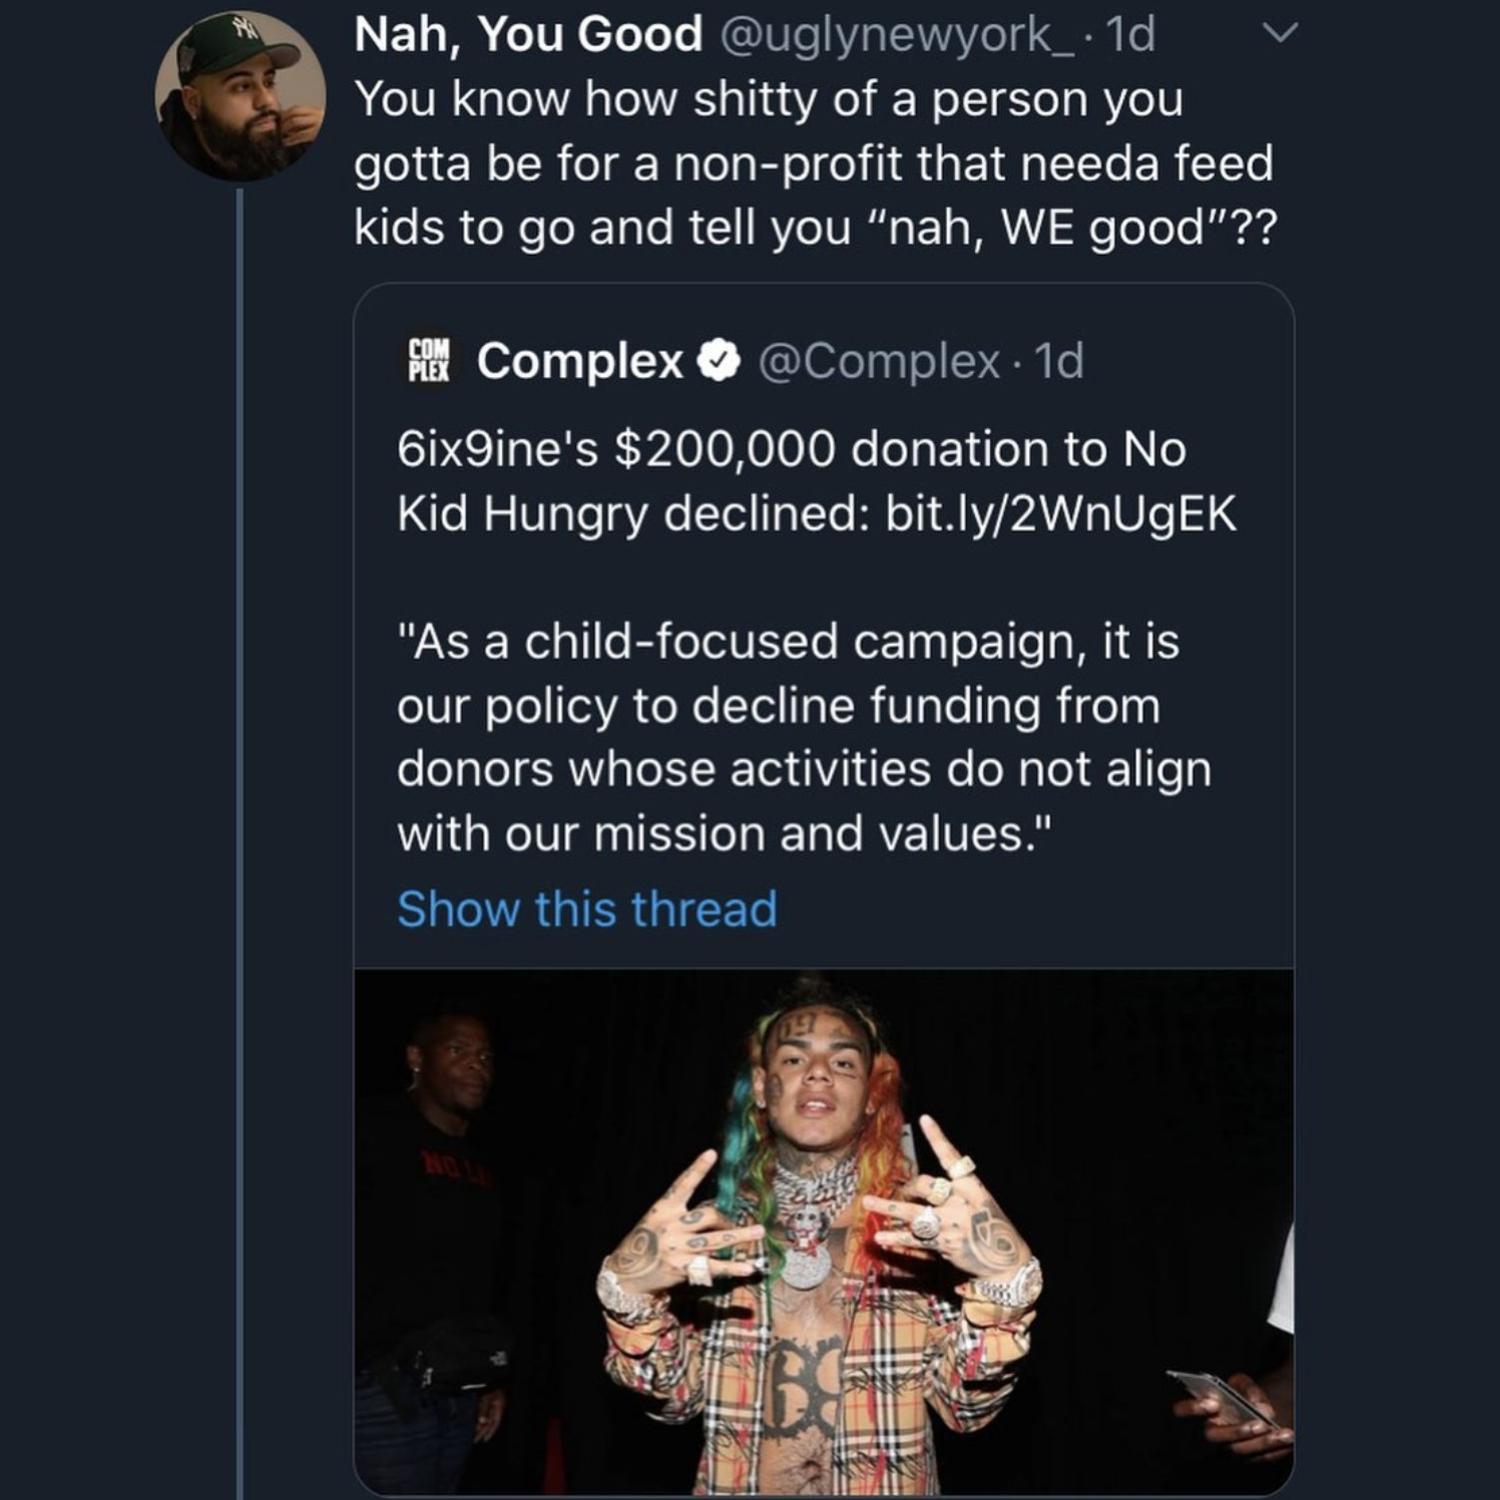 Nah, You Good @uglynewyork_ · 1d
You know how shitty of a person you
gotta be for a non-profit that needa feed
kids to go and tell you “nah, WE good”??
COM
PLEX
Complex @Complex · 1d
6ix9ine's $200,000 donation to No
Kid Hungry declined: bit.ly/2WnUgEK
"As a child-focused campaign, it is
our policy to decline funding from
donors whose activities do not align
with our mission and values."
Show this thread
NO
69